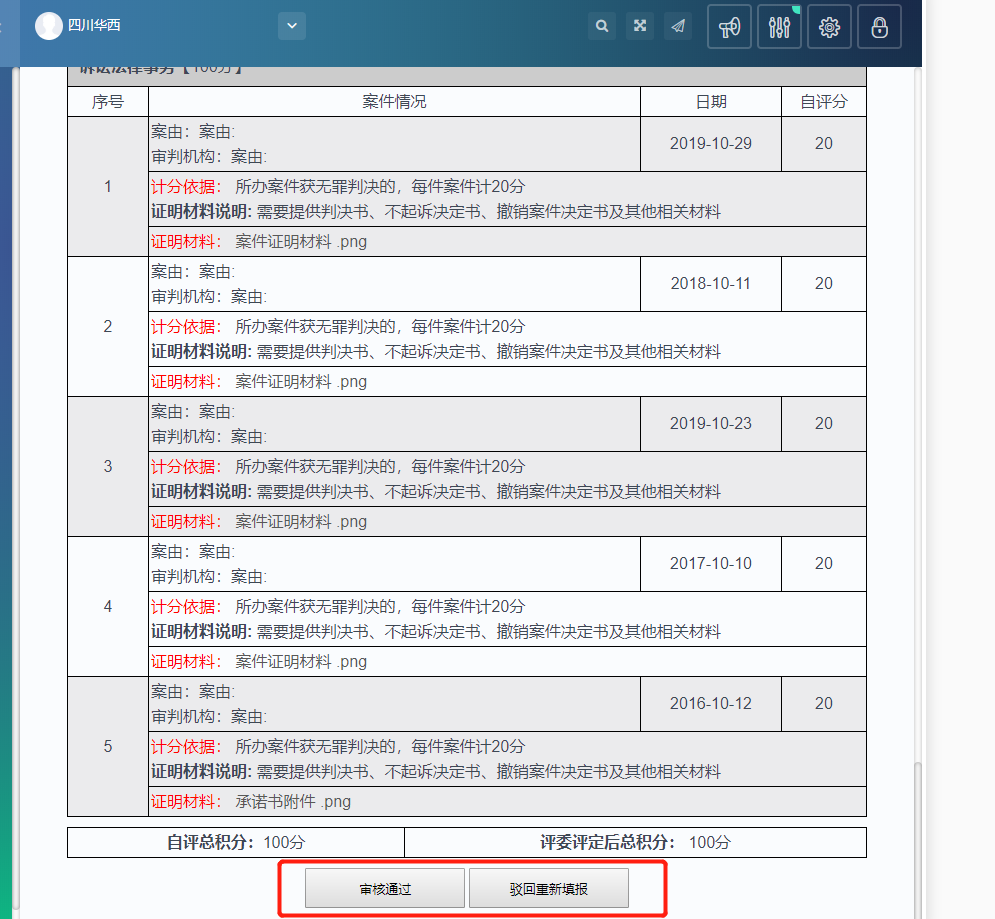 四川华西
诉讼法律事务【100分】
序号 案件情况 日期 自评分
1
案由：案由:
审判机构：案由:
2019-10-29 20
计分依据： 所办案件获无罪判决的，每件案件计20分
证明材料说明: 需要提供判决书、不起诉决定书、撤销案件决定书及其他相关材料
证明材料： 案件证明材料 .png
2
案由：案由:
审判机构：案由:
2018-10-11 20
计分依据： 所办案件获无罪判决的，每件案件计20分
证明材料说明: 需要提供判决书、不起诉决定书、撤销案件决定书及其他相关材料
证明材料： 案件证明材料 .png
3
案由：案由:
审判机构：案由:
2019-10-23 20
计分依据： 所办案件获无罪判决的，每件案件计20分
证明材料说明: 需要提供判决书、不起诉决定书、撤销案件决定书及其他相关材料
证明材料： 案件证明材料 .png
4
案由：案由:
审判机构：案由:
2017-10-10 20
计分依据： 所办案件获无罪判决的，每件案件计20分
证明材料说明: 需要提供判决书、不起诉决定书、撤销案件决定书及其他相关材料
证明材料： 案件证明材料 .png
5
案由：案由:
审判机构：案由:
2016-10-12 20
计分依据： 所办案件获无罪判决的，每件案件计20分
证明材料说明: 需要提供判决书、不起诉决定书、撤销案件决定书及其他相关材料
证明材料： 承诺书附件 .png
自评总积分：100分 评委评定后总积分： 100分
审核通过 驳回重新填报